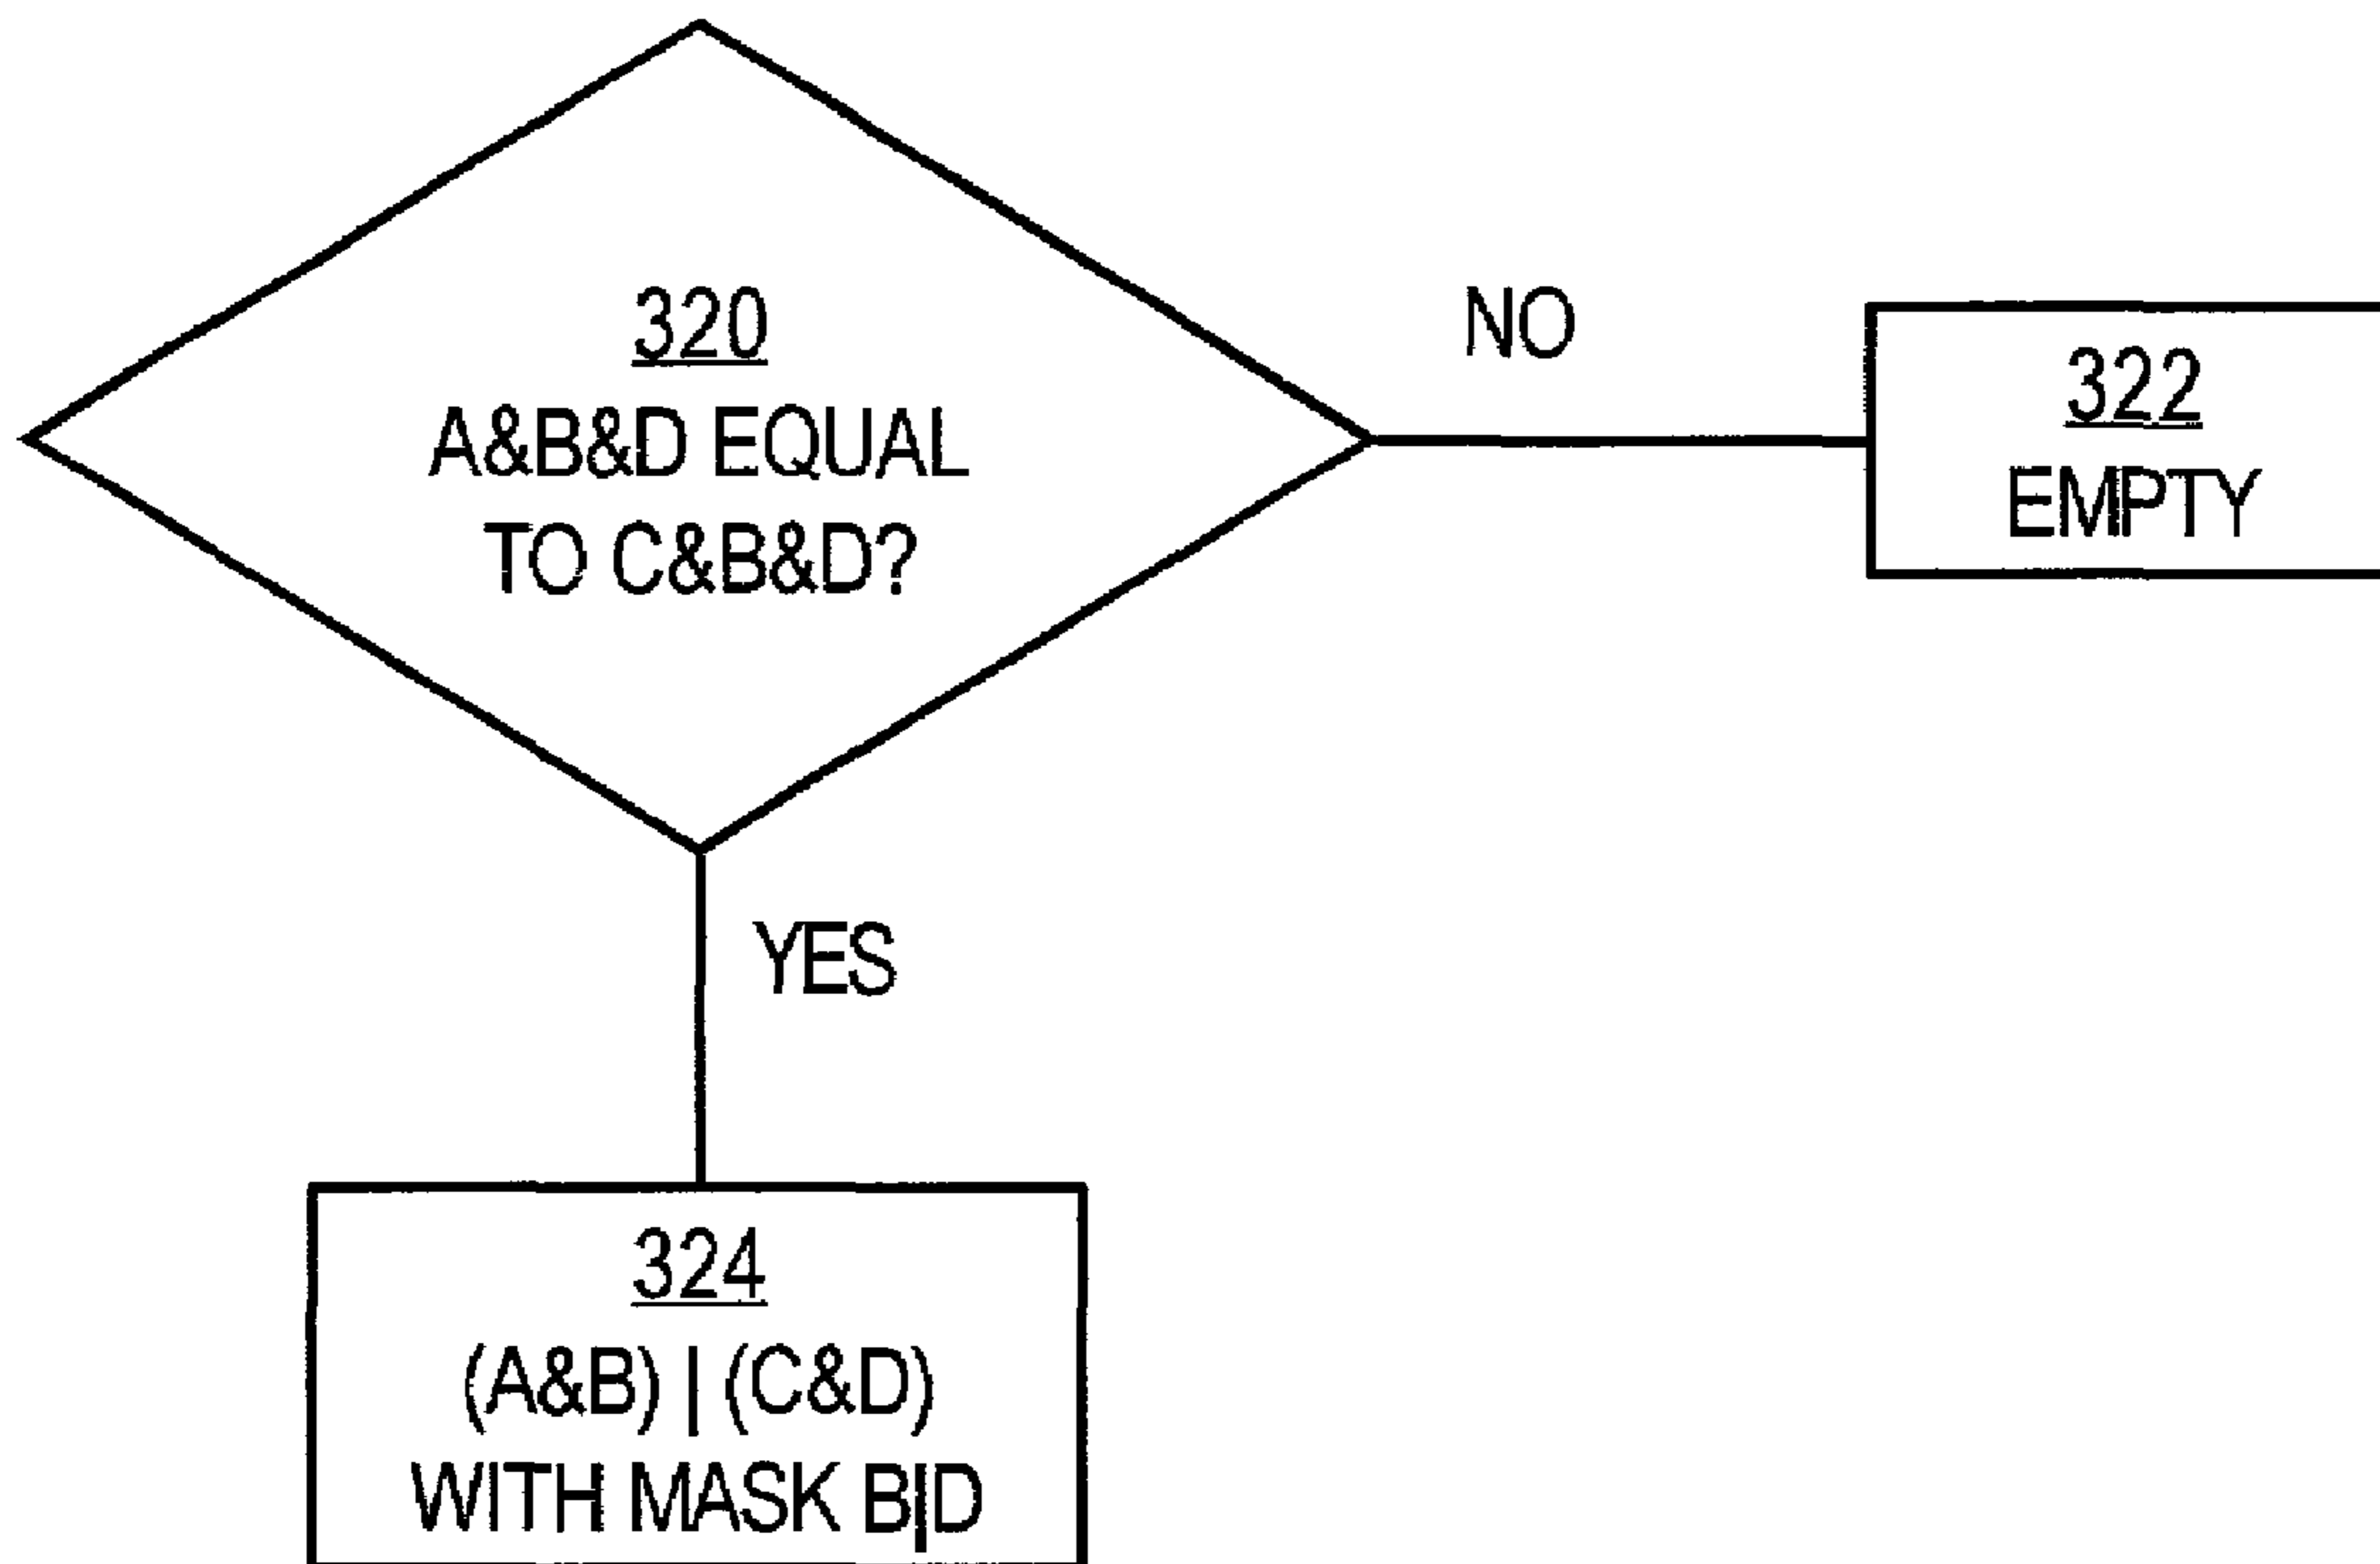 320
A&B&D EQUAL
TO C&B&D?
NO
322
EMPTY
YES
324
(A&B) | (C&D)
WITH MASK B|D